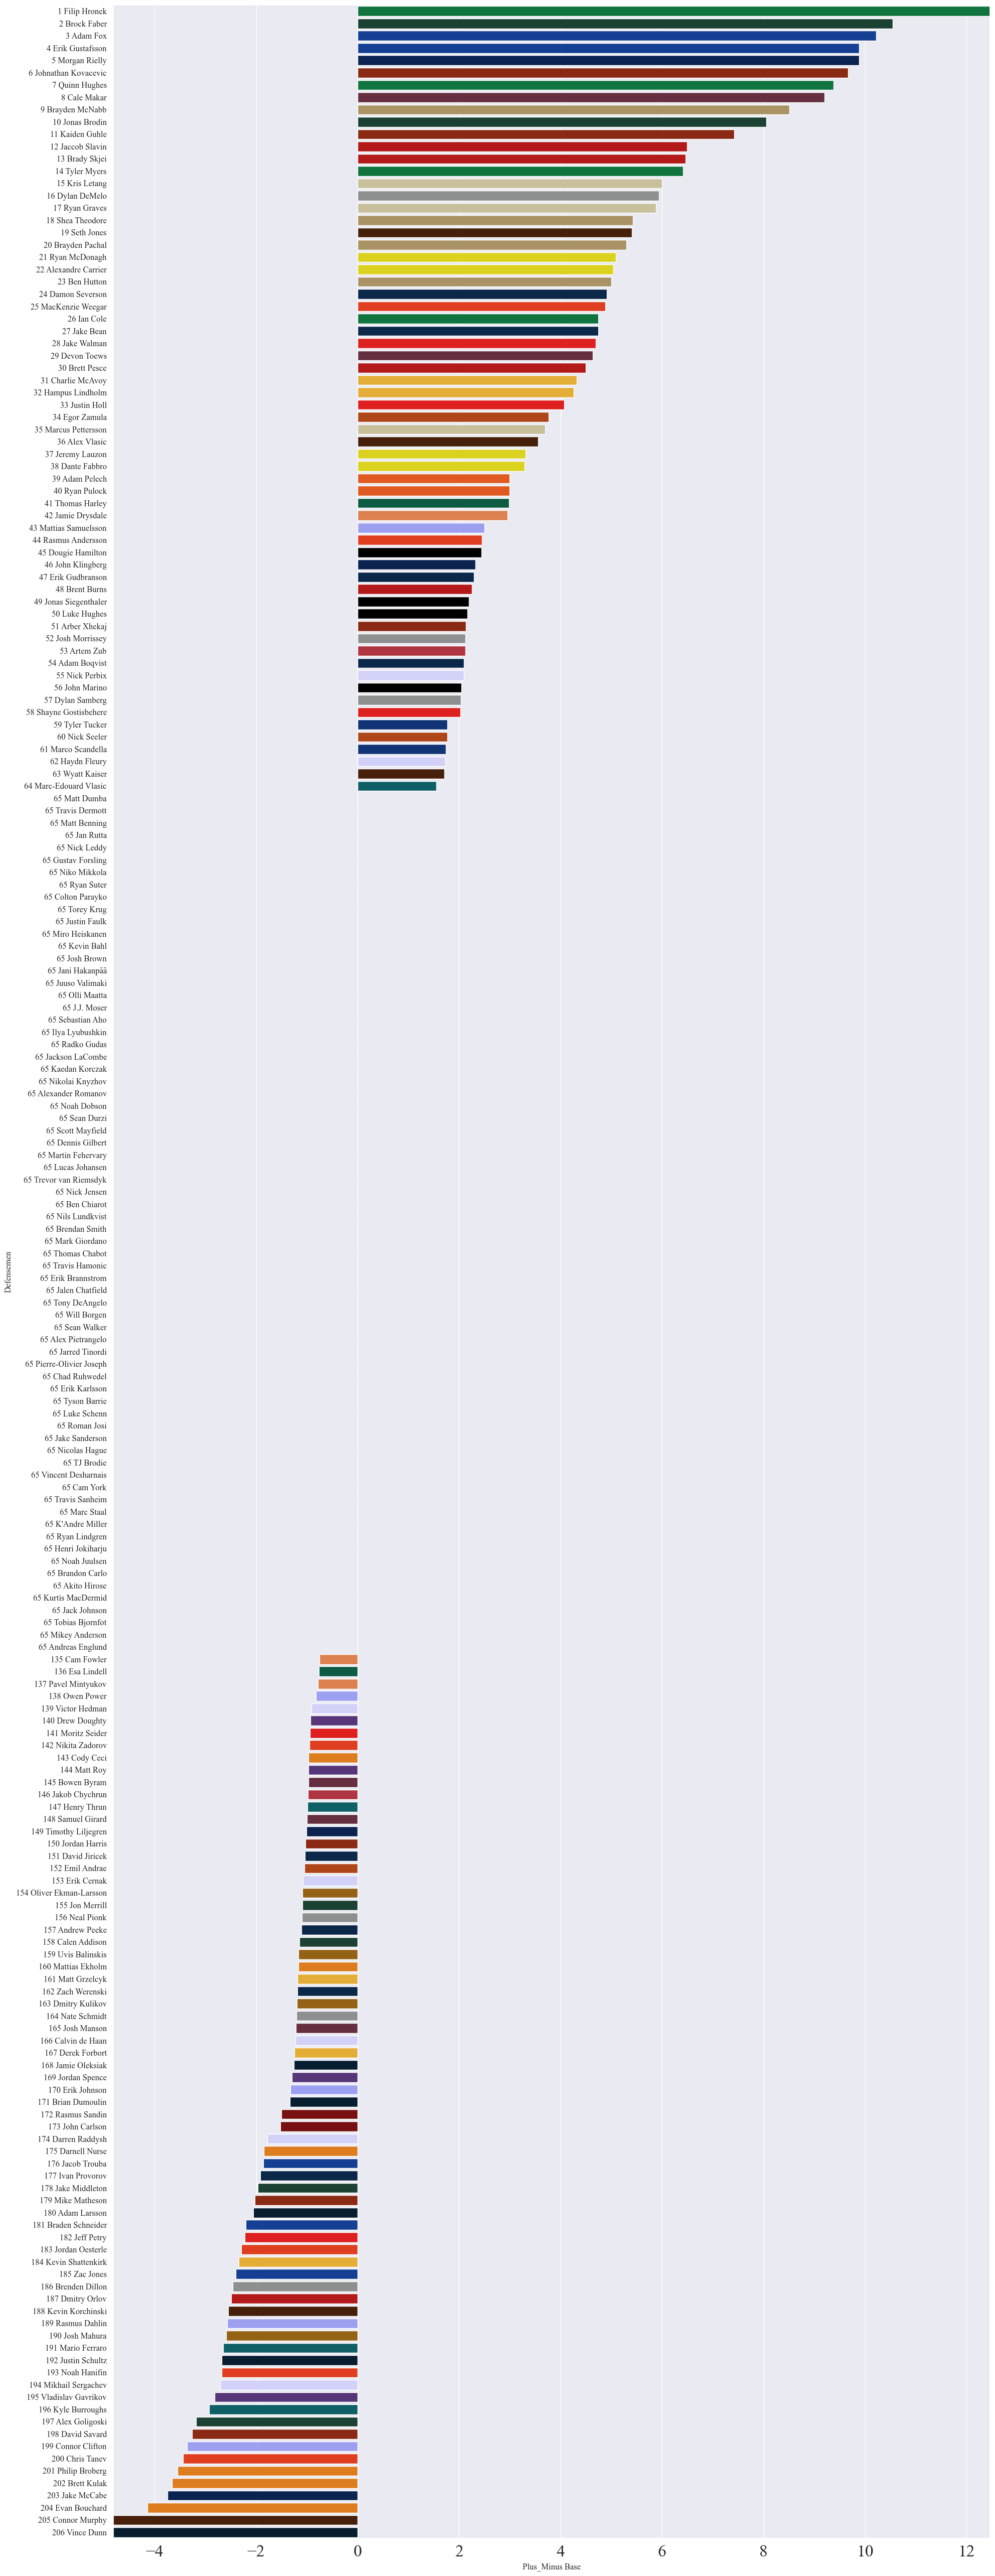 1 Filip Hronek
2 Brock Faber
3 Adam Fox
4 Erik Gustafsson
5 Morgan Rielly
6 Johnathan Kovacevic
7 Quinn Hughes
8 Cale Makar
9 Brayden McNabb
10 Jonas Brodin
11 Kaiden Guhle
12 Jaccob Slavin
13 Brady Skjei
14 Tyler Myers
15 Kris Letang
16 Dylan DeMelo
17 Ryan Graves
18 Shea Theodore
19 Seth Jones
20 Brayden Pachal
21 Ryan McDonagh
22 Alexandre Carrier
23 Ben Hutton
24 Damon Severson
25 MacKenzie Weegar
26 Ian Cole
27 Jake Bean
28 Jake Walman
29 Devon Toews
30 Brett Pesce
31 Charlie McAvoy
32 Hampus Lindholm
33 Justin Holl
34 Egor Zamula
35 Marcus Pettersson
36 Alex Vlasic
37 Jeremy Lauzon
38 Dante Fabbro
39 Adam Pelech
40 Ryan Pulock
41 Thomas Harley
42 Jamie Drysdale
43 Mattias Samuelsson
44 Rasmus Andersson
45 Dougie Hamilton
46 John Klingberg
47 Erik Gudbranson
48 Brent Burns
49 Jonas Siegenthaler
50 Luke Hughes
51 Arber Xhekaj
52 Josh Morrissey
53 Artem Zub
54 Adam Boqvist
55 Nick Perbix
56 John Marino
57 Dylan Samberg
58 Shayne Gostisbehere
59 Tyler Tucker
60 Nick Seeler
61 Marco Scandella
62 Haydn Fleury
63 Wyatt Kaiser
64 Marc-Edouard Vlasic
65 Matt Dumba
65 Travis Dermott
65 Matt Benning
65 Jan Rutta
65 Nick Leddy
65 Gustav Forsling
65 Niko Mikkola
65 Ryan Suter
65 Colton Parayko
65 Torey Krug
65 Justin Faulk
65 Miro Heiskanen
65 Kevin Bahl
65 Josh Brown
65 Jani Hakanpää
65 Juuso Valimaki
65 Olli Maatta
65 J.J. Moser
65 Sebastian Aho
65 Ilya Lyubushkin
65 Radko Gudas
65 Jackson LaCombe
65 Kaedan Korczak
65 Nikolai Knyzhov
65 Alexander Romanov
65 Noah Dobson
65 Sean Durzi
65 Scott Mayfield
65 Dennis Gilbert
65 Martin Fehervary
65 Lucas Johansen
65 Trevor van Riemsdyk
65 Nick Jensen
65 Ben Chiarot
65 Nils Lundkvist
65 Brendan Smith
65 Mark Giordano
65 Thomas Chabot
65 Travis Hamonic
65 Erik Brannstrom
65 Jalen Chatfield
65 Tony DeAngelo
65 Will Borgen
65 Sean Walker
65 Alex Pietrangelo
65 Jarred Tinordi
65 Pierre-Olivier Joseph
65 Chad Ruhwedel
65 Erik Karlsson
65 Tyson Barrie
65 Luke Schenn
65 Roman Josi
65 Jake Sanderson
65 Nicolas Hague
65 TJ Brodie
65 Vincent Desharnais
65 Cam York
65 Travis Sanheim
65 Marc Staal
65 K'Andre Miller
65 Ryan Lindgren
65 Henri Jokiharju
65 Noah Juulsen
65 Brandon Carlo
65 Akito Hirose
65 Kurtis MacDermid
65 Jack Johnson
65 Tobias Bjornfot
65 Mikey Anderson
65 Andreas Englund
135 Cam Fowler
136 Esa Lindell
137 Pavel Mintyukov
138 Owen Power
139 Victor Hedman
140 Drew Doughty
141 Moritz Seider
142 Nikita Zadorov
143 Cody Ceci
144 Matt Roy
145 Bowen Byram
146 Jakob Chychrun
147 Henry Thrun
148 Samuel Girard
149 Timothy Liljegren
150 Jordan Harris
151 David Jiricek
152 Emil Andrae
153 Erik Cernak
154 Oliver Ekman-Larsson
155 Jon Merrill
156 Neal Pionk
157 Andrew Peeke
158 Calen Addison
159 Uvis Balinskis
160 Mattias Ekholm
161 Matt Grzelcyk
162 Zach Werenski
163 Dmitry Kulikov
164 Nate Schmidt
165 Josh Manson
166 Calvin de Haan
167 Derek Forbort
168 Jamie Oleksiak
169 Jordan Spence
170 Erik Johnson
171 Brian Dumoulin
172 Rasmus Sandin
173 John Carlson
174 Darren Raddysh
175 Darnell Nurse
176 Jacob Trouba
177 Ivan Provorov
178 Jake Middleton
179 Mike Matheson
180 Adam Larsson
181 Braden Schneider
182 Jeff Petry
183 Jordan Oesterle
184 Kevin Shattenkirk
185 Zac Jones
186 Brenden Dillon
187 Dmitry Orlov
188 Kevin Korchinski
189 Rasmus Dahlin
190 Josh Mahura
191 Mario Ferraro
192 Justin Schultz
193 Noah Hanifin
194 Mikhail Sergachev
195 Vladislav Gavrikov
196 Kyle Burroughs
197 Alex Goligoski
198 David Savard
199 Connor Clifton
200 Chris Tanev
201 Philip Broberg
202 Brett Kulak
203 Jake McCabe
204 Evan Bouchard
205 Connor Murphy
206 Vince Dunn
Defensemen
−4 −2 0 2 4 6 8 10 12
Plus_Minus Base